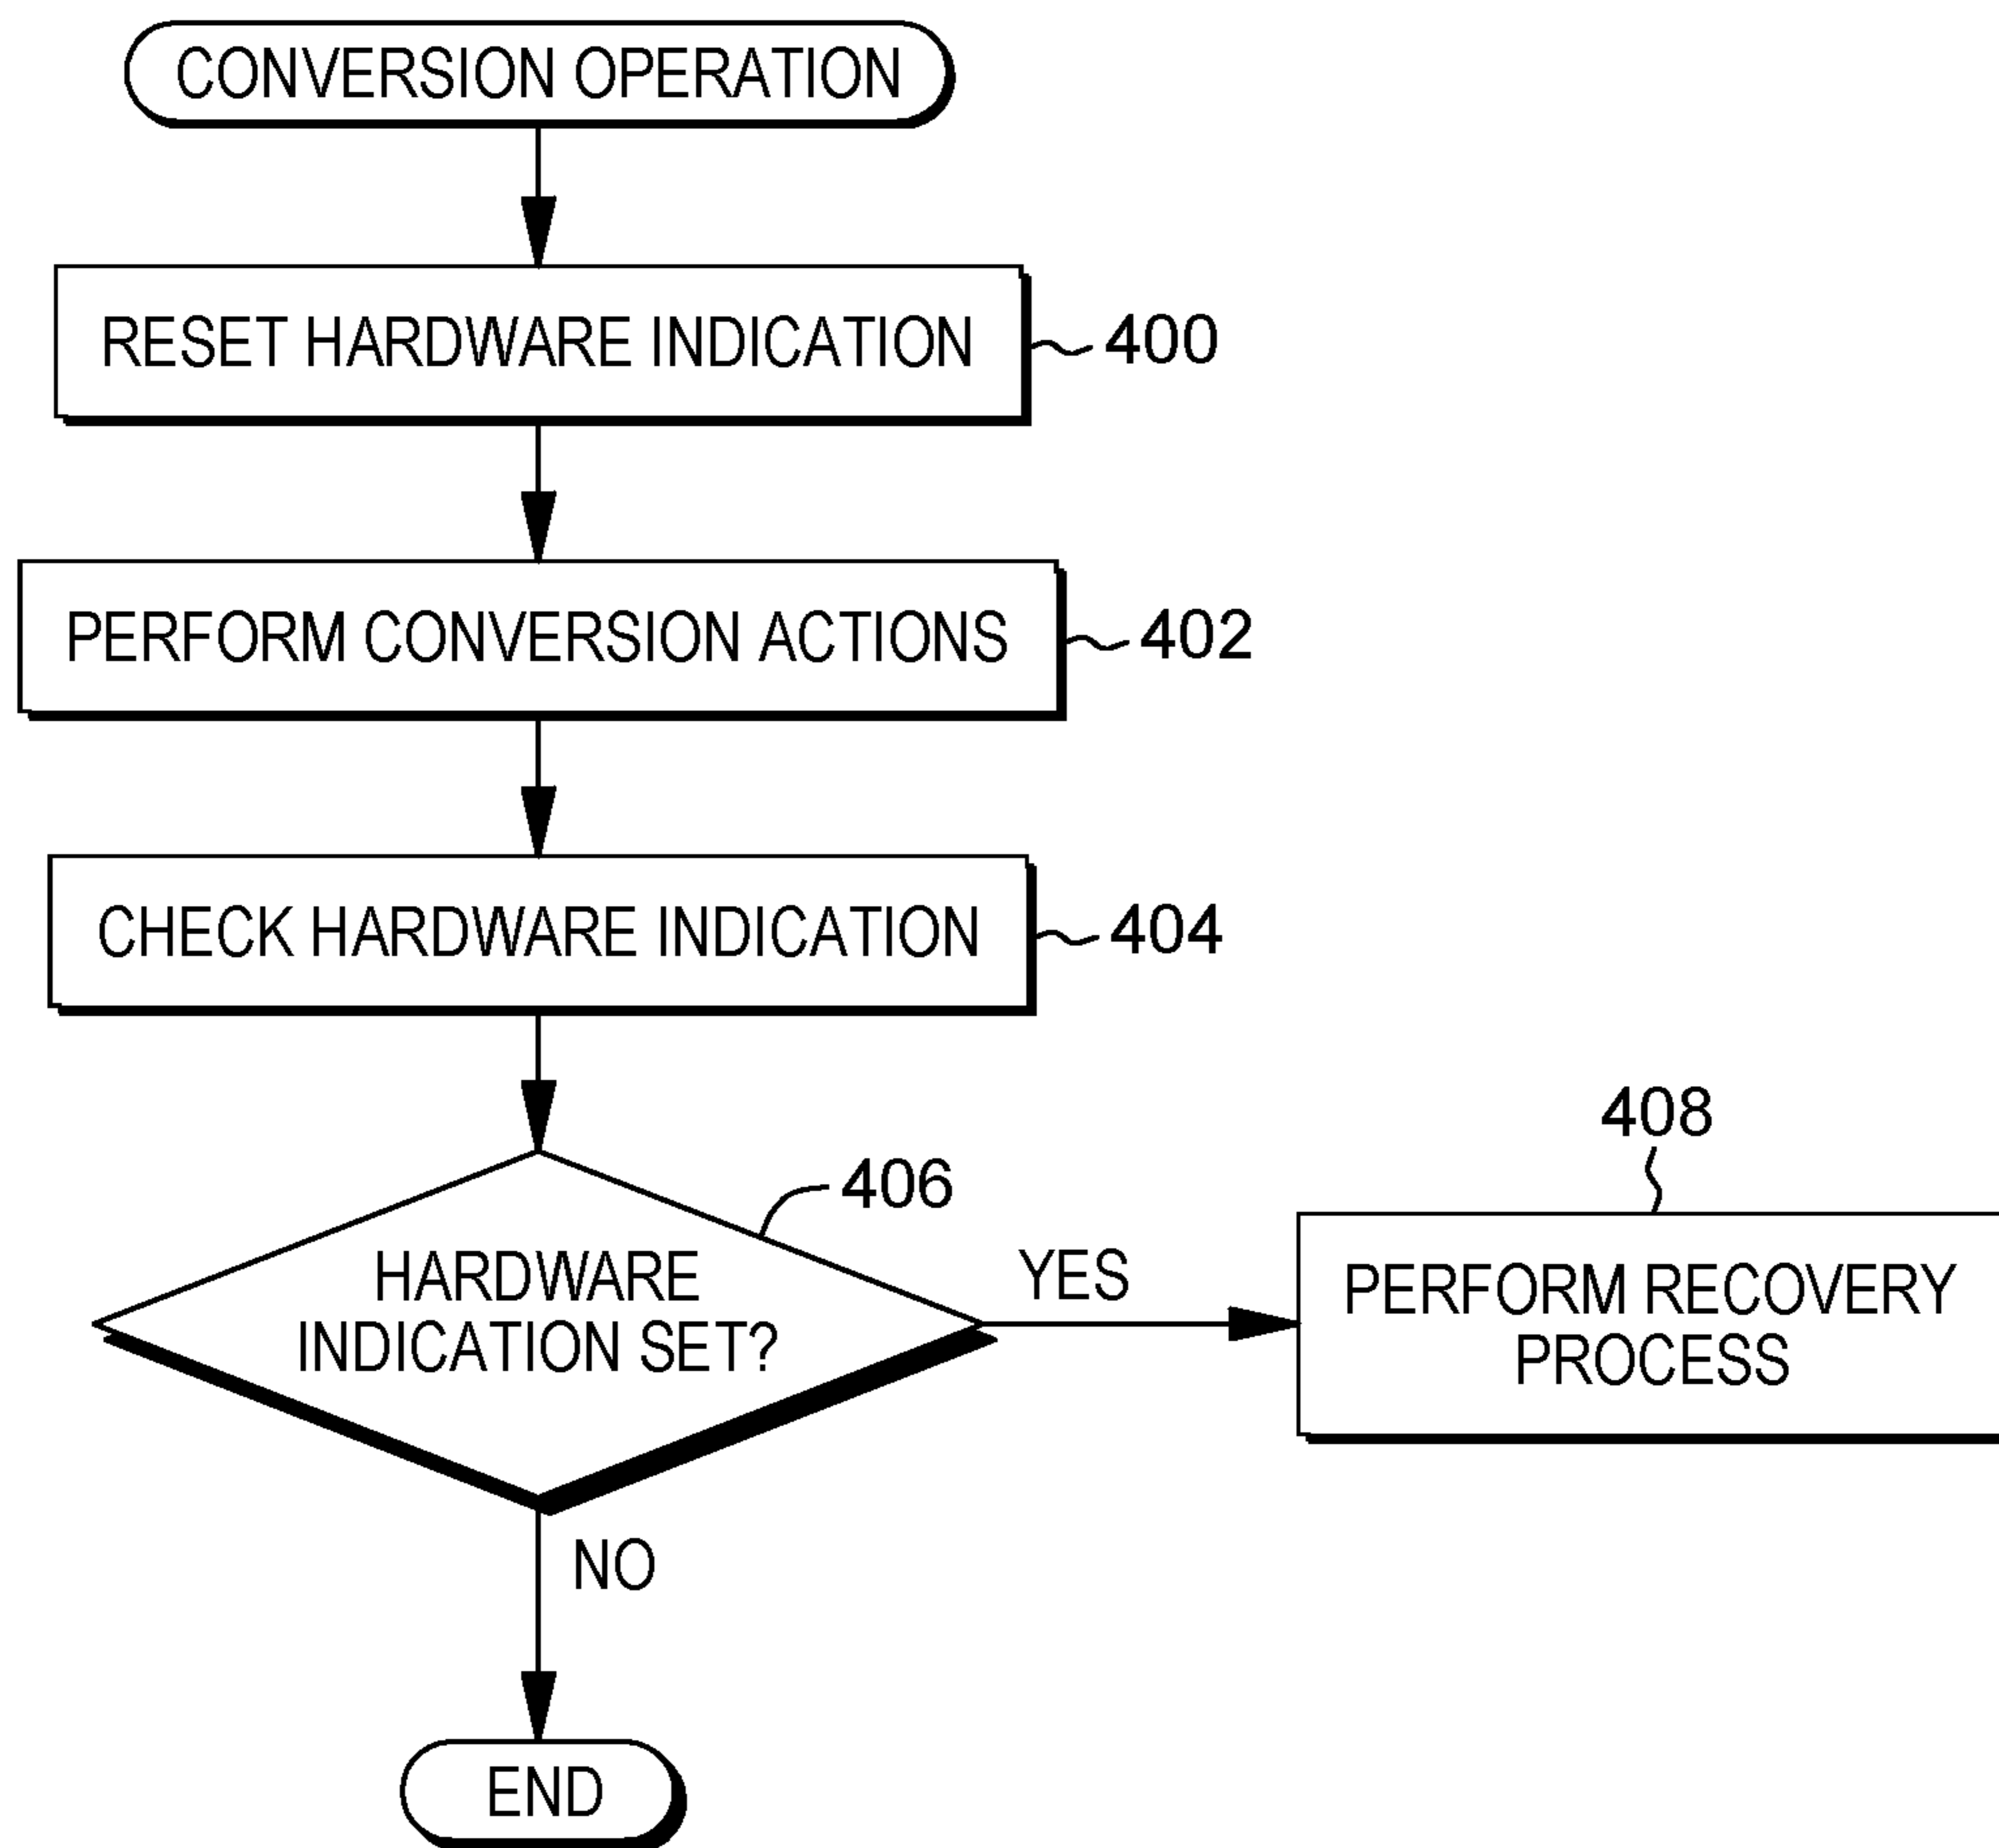 CONVERSION OPERATION
RESET HARDWARE INDICATION
400
PERFORM CONVERSION ACTIONS
402
CHECK HARDWARE INDICATION
404
406
HARDWARE
INDICATION SET?
YES
408
PERFORM RECOVERY
PROCESS
NO
END